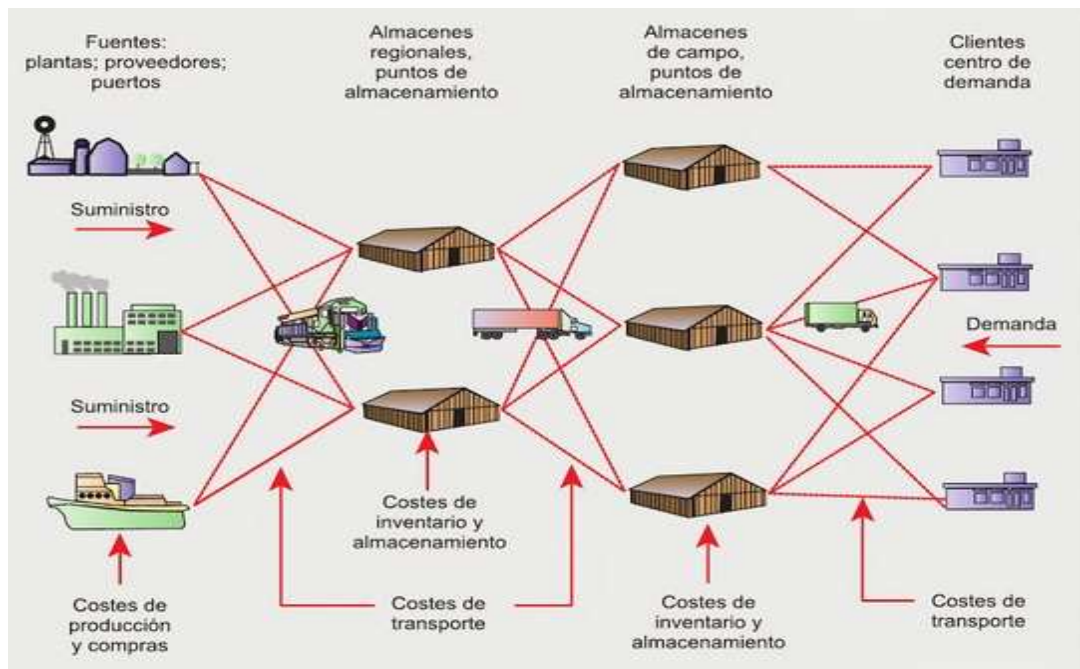 Fuentes:
plantas; proveedores;
puertos
Almacenes
regionales,
puntos de
almacenamiento
Almacenes
de campo,
puntos de
almacenamiento
Clientes
centro de
demanda
Suministro
Demanda
Suministro
Costes de
inventario y
almacenamiento
Costes de
producción
y compras
Costes de
transporte
Costes de
inventario y
almacenamiento
Costes de
transporte